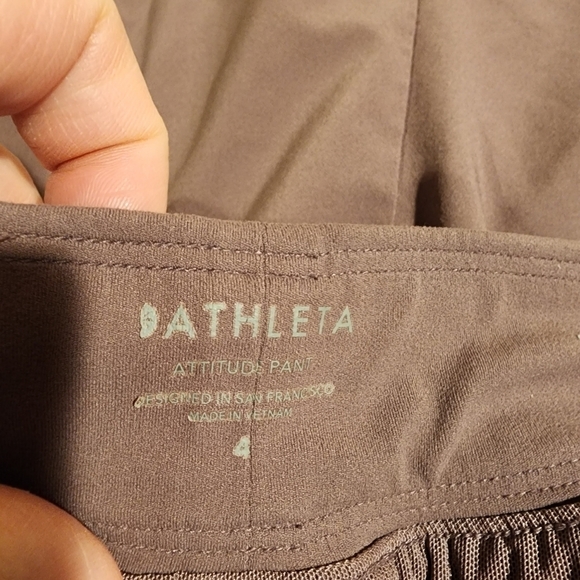 ATHLETA
ATTITUDE PANT
DESIGNED IN SAN FRANCISCO
MADE IN VIETNAM
4